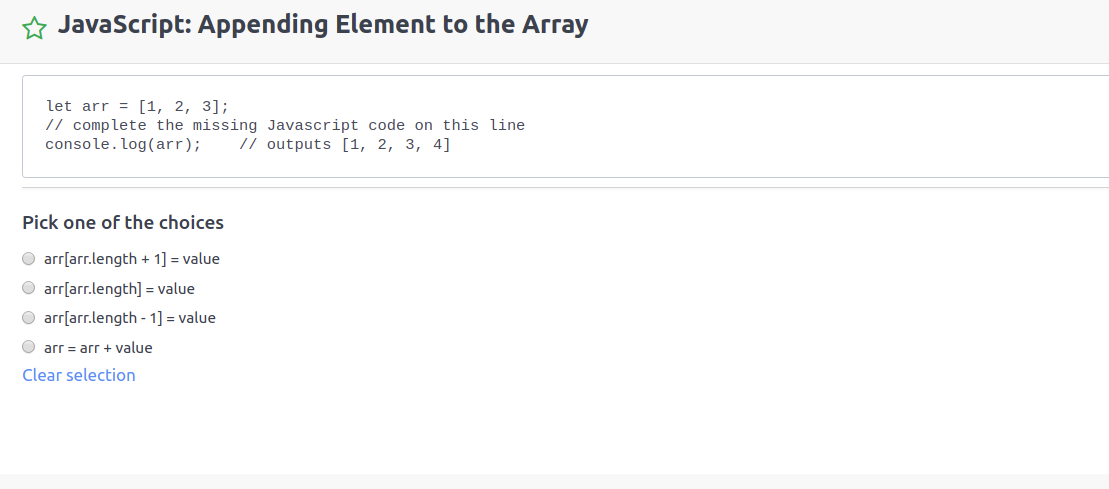 JavaScript: Appending Element to the Array
let arr = [1, 2, 3];
// complete the missing Javascript code on this line
console.log(arr);    // outputs [1, 2, 3, 4]
Pick one of the choices
arr[arr.length + 1] = value
arr[arr.length] = value
arr[arr.length - 1] = value
arr = arr + value
Clear selection